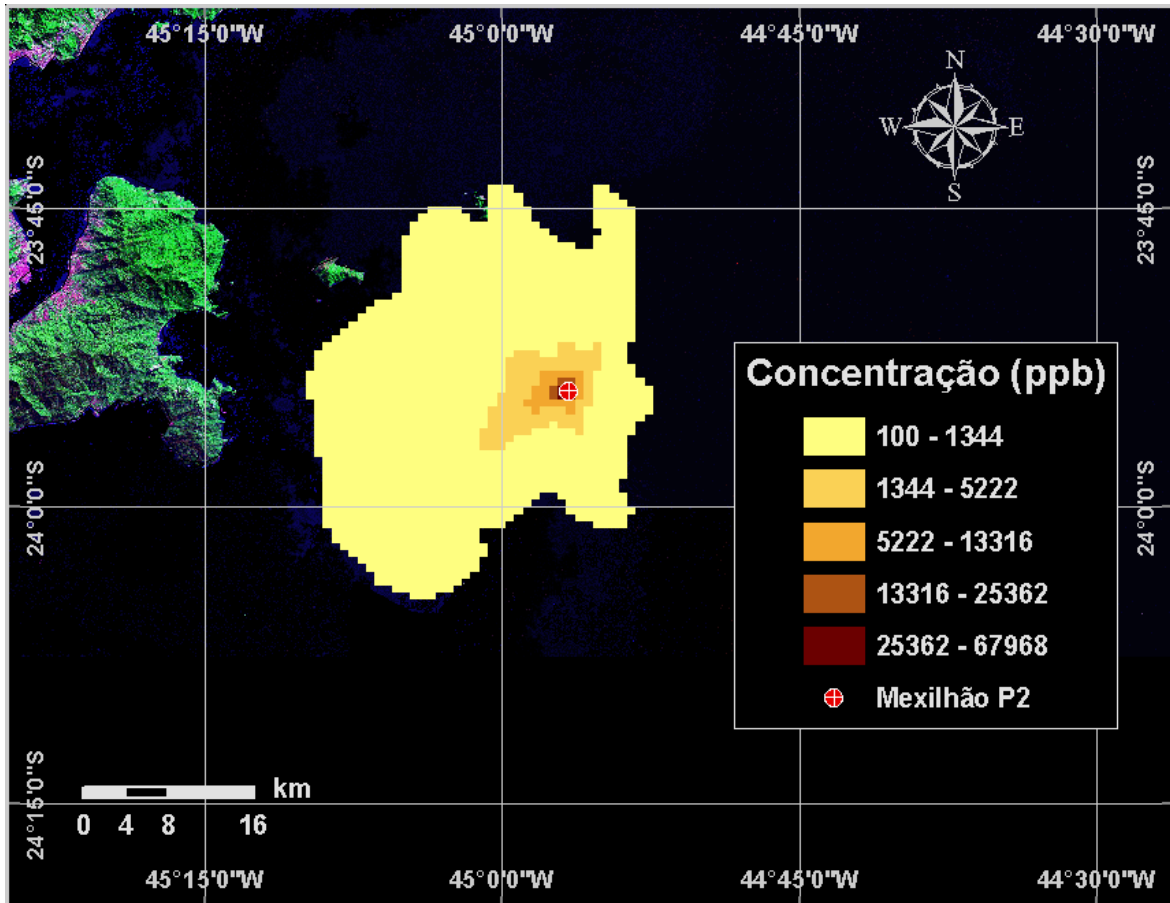 45°15'0"W 45°0'0"W 44°45'0"W 44°30'0"W
N
W E
S
23°45'0"S 23°45'0"S
Concentração (ppb)
100 - 1344
1344 - 5222
5222 - 13316
13316 - 25362
25362 - 67968
Mexilhão P2
24°0'0"S 24°0'0"S
km
0 4 8 16
24°15'0"S 24°15'0"S
45°15'0"W 45°0'0"W 44°45'0"W 44°30'0"W